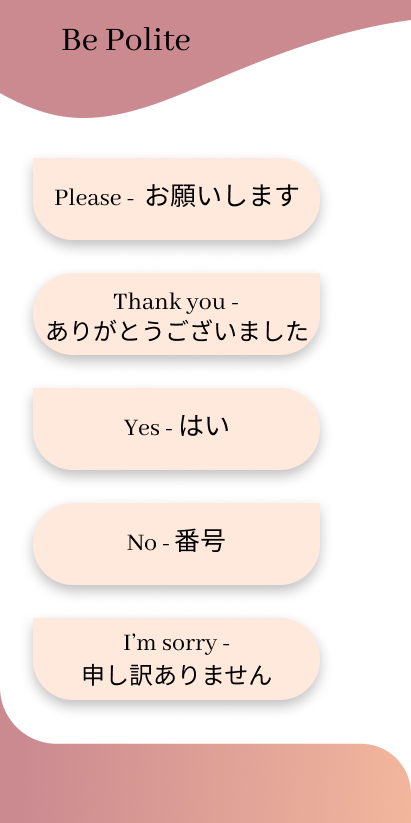 Be Polite
Please - お願いします
Thank you -
ありがとうございました
Yes - はい
No - 番号
I’m sorry -
申し訳ありません